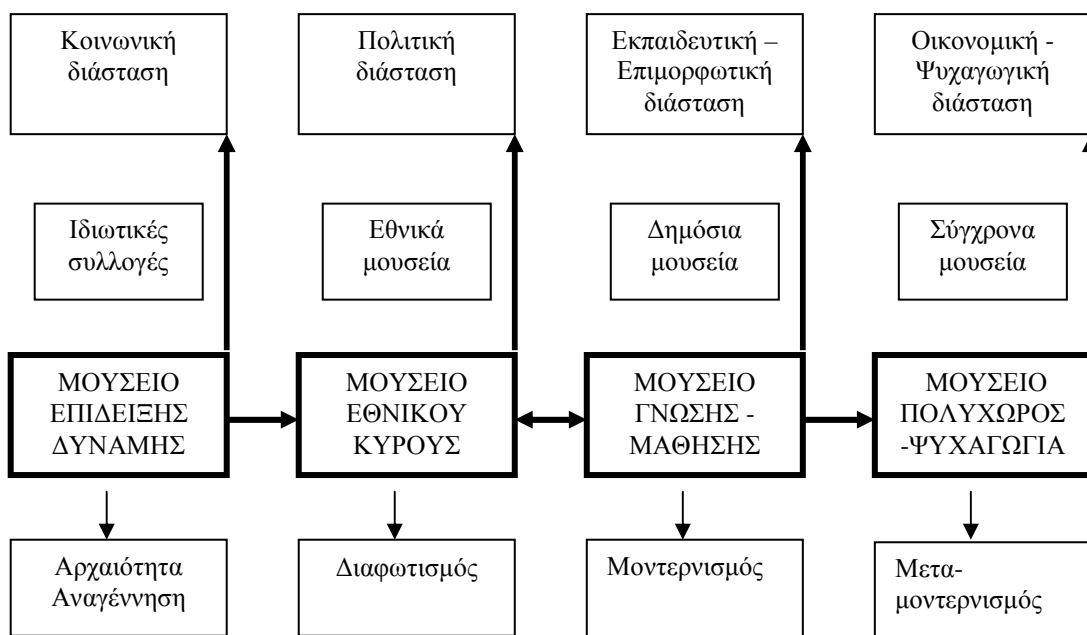 Κοινωνική
διάσταση
Πολιτική
διάσταση
Εκπαιδευτική –
Επιμορφωτική
διάσταση
Οικονομική -
Ψυχαγωγική
διάσταση
Ιδιωτικές
συλλογές
Εθνικά
μουσεία
Δημόσια
μουσεία
Σύγχρονα
μουσεία
ΜΟΥΣΕΙΟ
ΕΠΙΔΕΙΞΗΣ
ΔΥΝΑΜΗΣ
ΜΟΥΣΕΙΟ
ΕΘΝΙΚΟΥ
ΚΥΡΟΥΣ
ΜΟΥΣΕΙΟ
ΓΝΩΣΗΣ -
ΜΑΘΗΣΗΣ
ΜΟΥΣΕΙΟ
ΠΟΛΥΧΩΡΟΣ
-ΨΥΧΑΓΩΓΙΑ
Αρχαιότητα
Αναγέννηση
Διαφωτισμός
Μοντερνισμός
Μετα-
μοντερνισμός